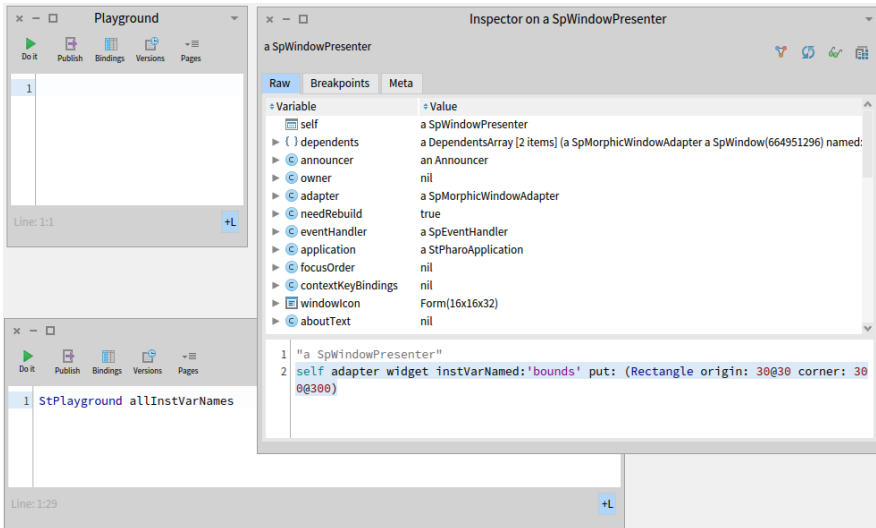 Playground
Do it Publish Bindings Versions Pages
1
Line: 1:1 +L
Inspector on a SpWindowPresenter
a SpWindowPresenter
Raw Breakpoints Meta
Variable Value
self a SpWindowPresenter
{ } dependents a DependentsArray [2 items] (a SpMorphicWindowAdapter a SpWindow(664951296) named:
C announcer an Announcer
C owner nil
C adapter a SpMorphicWindowAdapter
C needRebuild true
C eventHandler a SpEventHandler
C application a StPharoApplication
C focusOrder nil
C contextKeyBindings nil
windowIcon Form(16x16x32)
C aboutText nil
1 "a SpWindowPresenter"
2 self adapter widget instVarNamed:'bounds' put: (Rectangle origin: 30@30 corner: 30
0@300)
Do it Publish Bindings Versions Pages
1 StPlayground allInstVarNames
Line: 1:29 +L